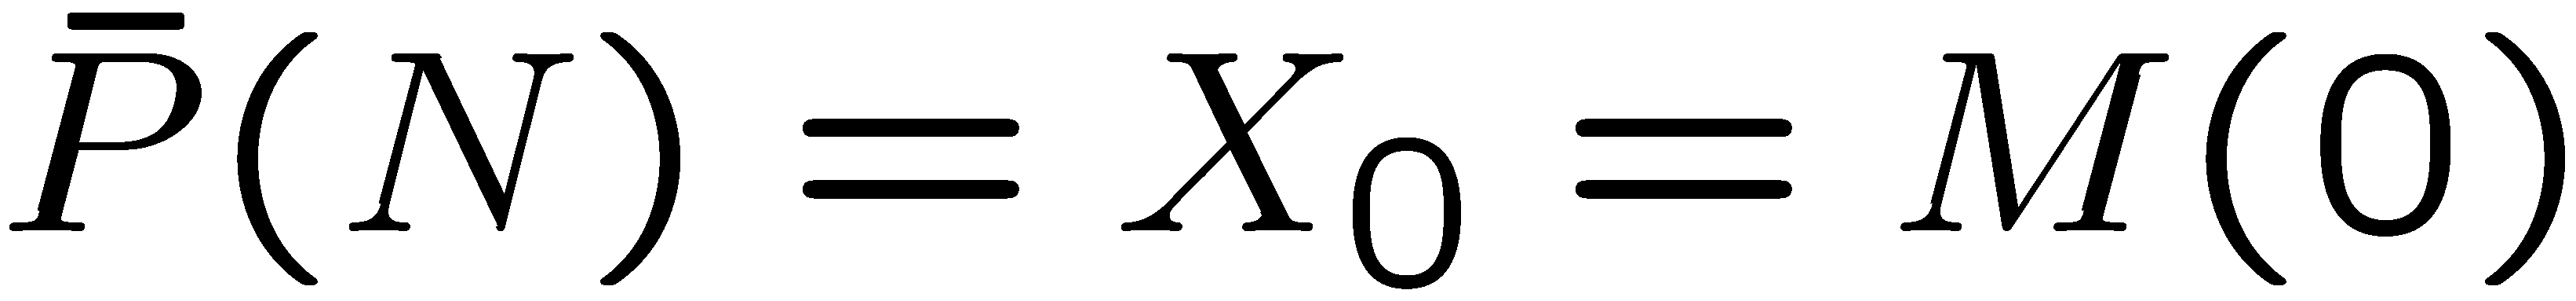 P̄(N) = X₀ = M(0)